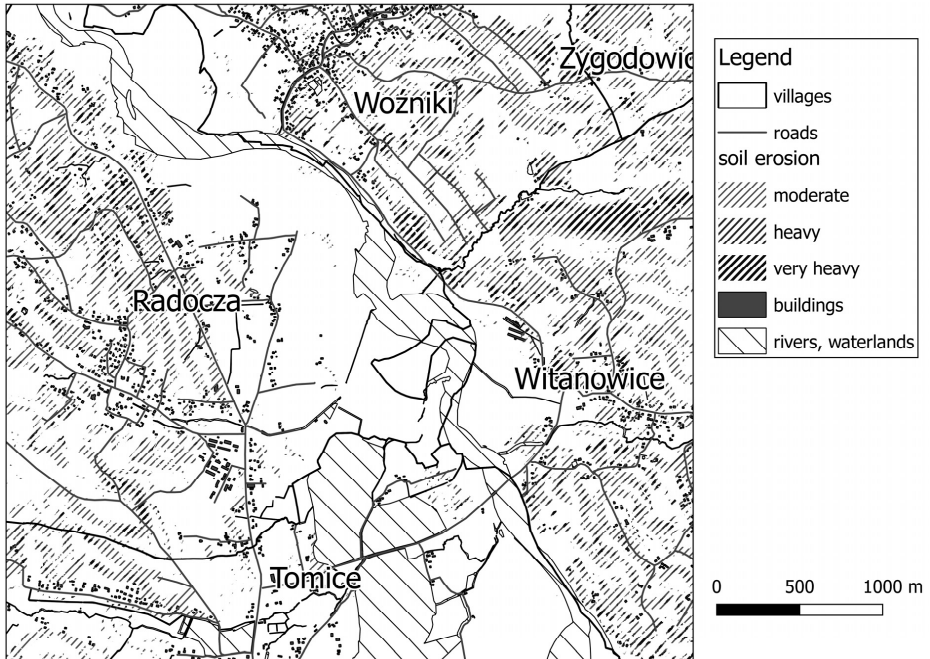 Zygodowic
Wozniki
Radocza
Witanowice
Tomice
Legend
villages
roads
soil erosion
moderate
heavy
very heavy
buildings
rivers, waterlands
0 500 1000 m